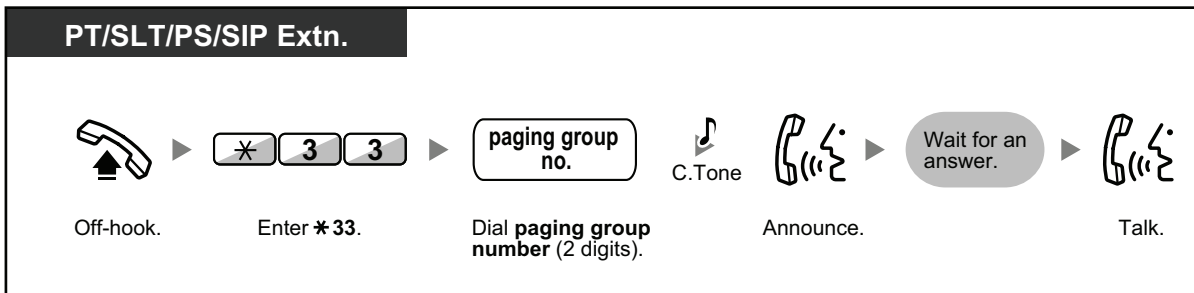 PT/SLT/PS/SIP Extn.
✱ 3 3
paging group
no.
C.Tone
Wait for an
answer.
Off-hook.
Enter ✱33.
Dial paging group
number (2 digits).
Announce.
Talk.